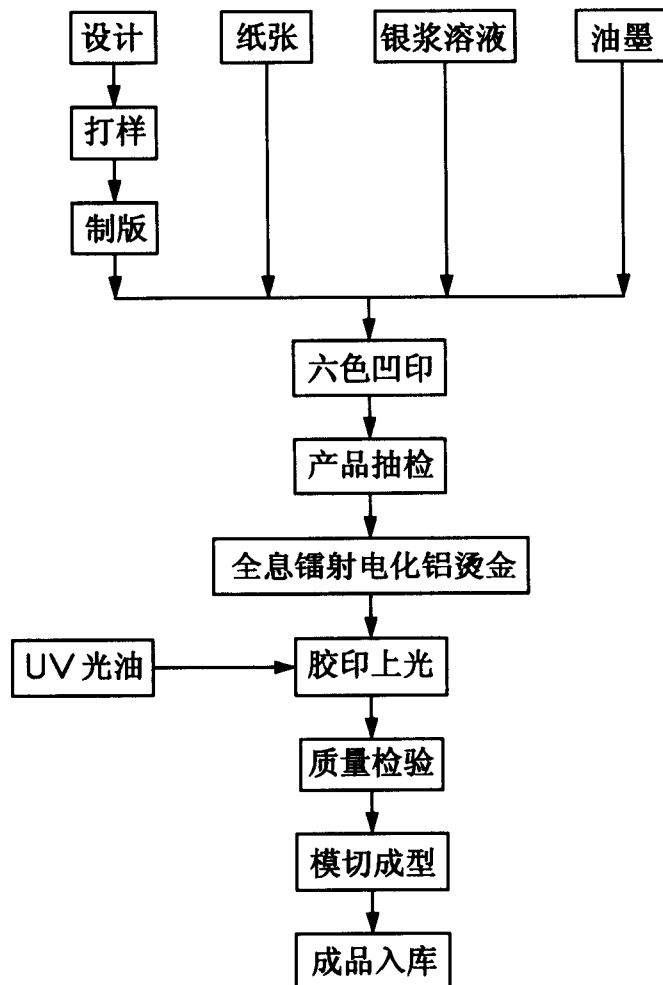 设计
纸张
银浆溶液
油墨
打样
制版
六色凹印
产品抽检
全息镭射电化铝烫金
UV光油
胶印上光
质量检验
模切成型
成品入库